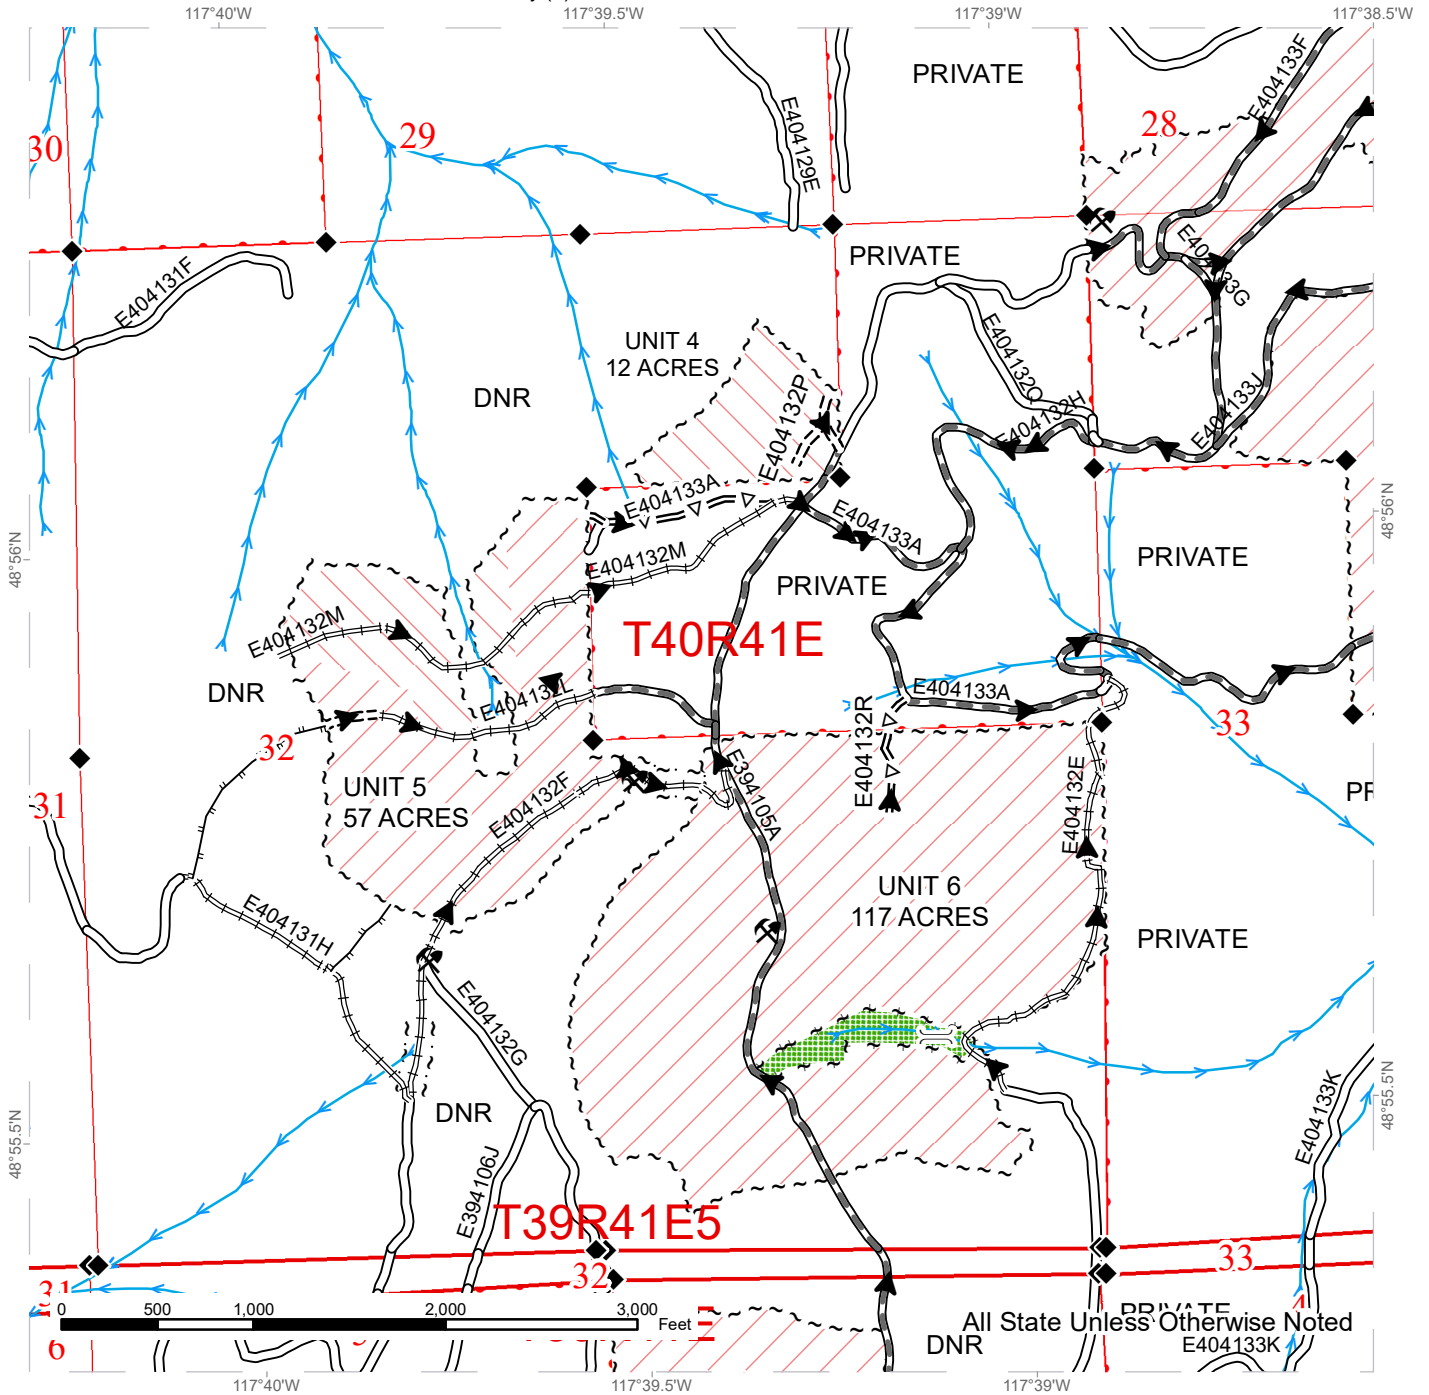 117°40'W
117°39.5'W
117°39'W
117°38.5'W
PRIVATE
E404133F
28
29
30
E404129E
PRIVATE
E404133G
E404131F
UNIT 4
12 ACRES
E404132P
DNR
E404132H
E404133J
E404133A
E404133A
E404132M
48°56'N
48°56'N
PRIVATE
PRIVATE
E404132M
T40R41E
DNR
E404132L
E404133A
E404132R
32
33
UNIT 5
57 ACRES
E404132F
E394105A
E404132E
31
UNIT 6
117 ACRES
E404131H
PRIVATE
E404132G
DNR
48°55.5'N
48°55.5'N
E404133K
E394106J
T39R41E5
33
32
31
0
500
1,000
2,000
3,000
Feet
PRIVATE
All State Unless Otherwise Noted
6
DNR
E404133K
117°40'W
117°39.5'W
117°39'W